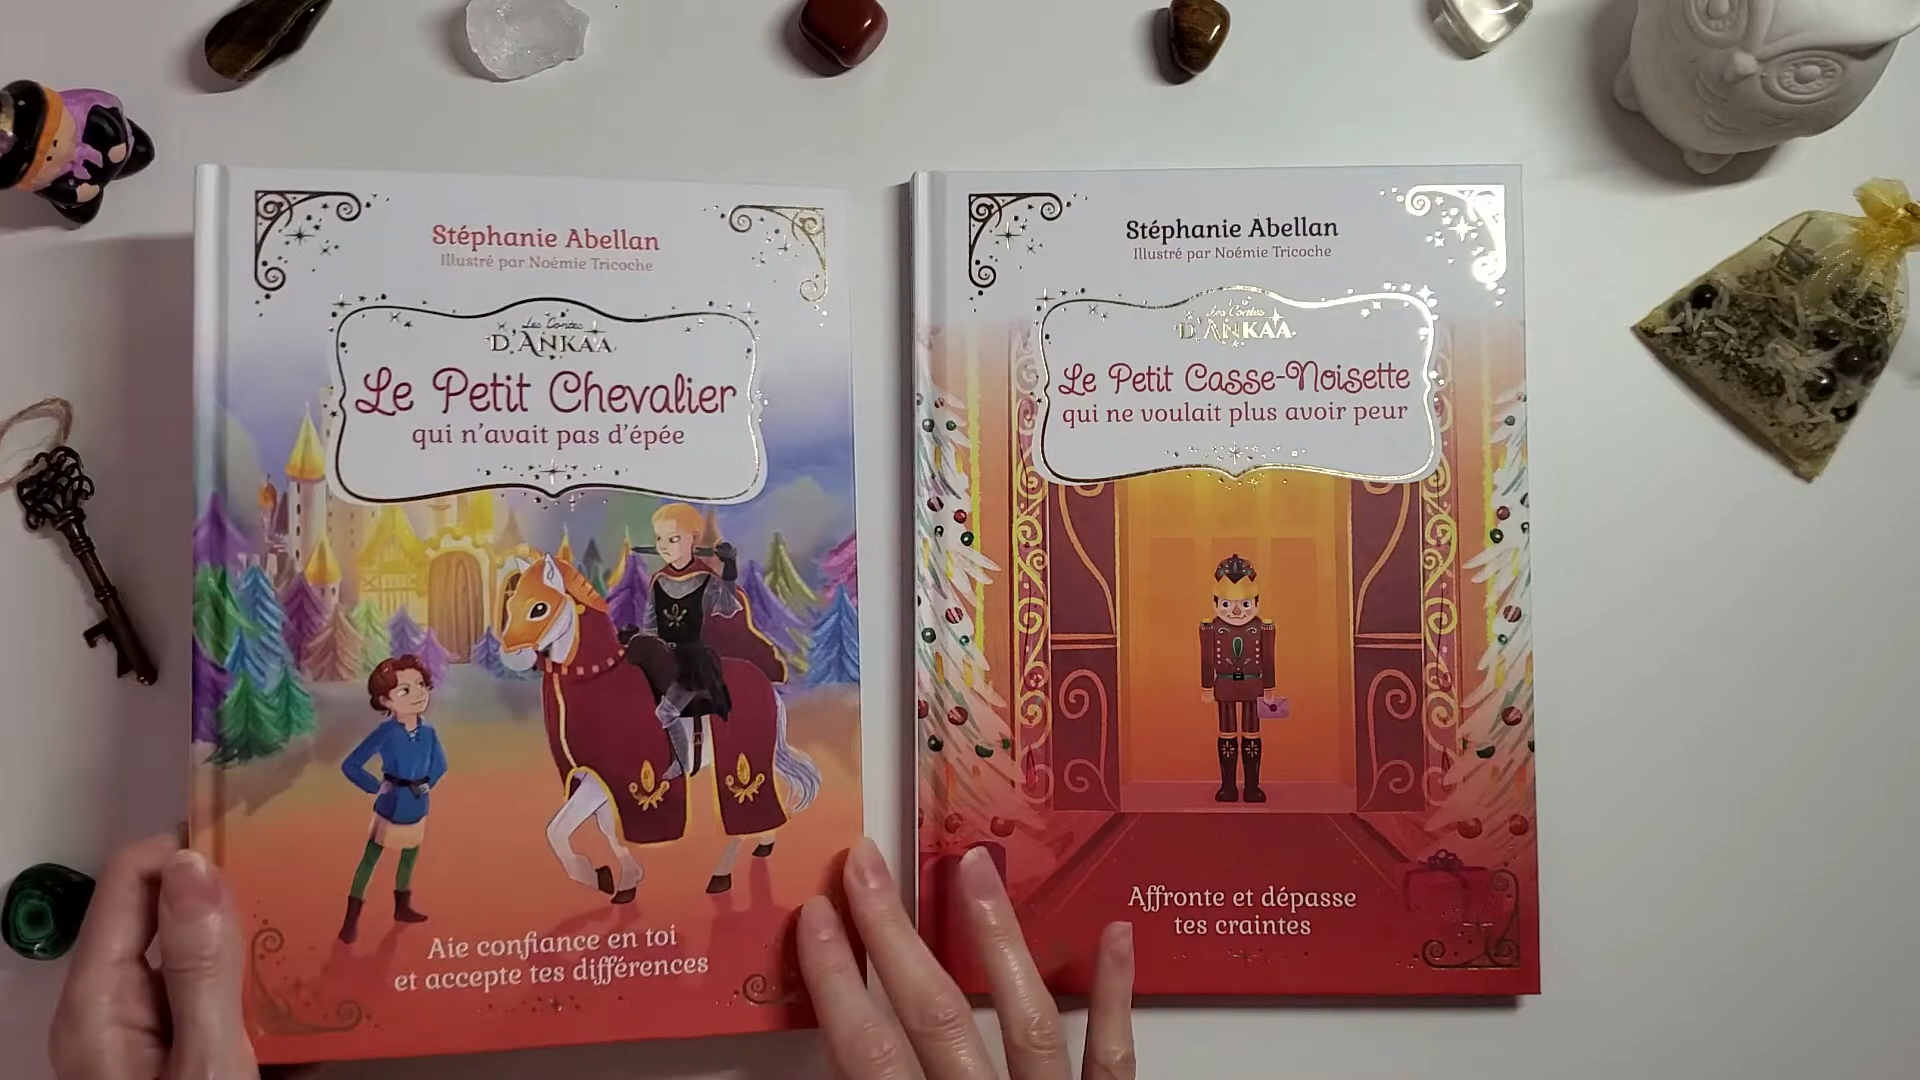 Stéphanie Abellan
Illustré par Noémie Tricoche
Les Contes
D'ANKAA
Le Petit Chevalier
qui n'avait pas d'épée
Aie confiance en toi
et accepte tes différences
Stéphanie Abellan
Illustré par Noémie Tricoche
Les Contes
D'ANKAA
Le Petit Casse-Noisette
qui ne voulait plus avoir peur
Affronte et dépasse
tes craintes